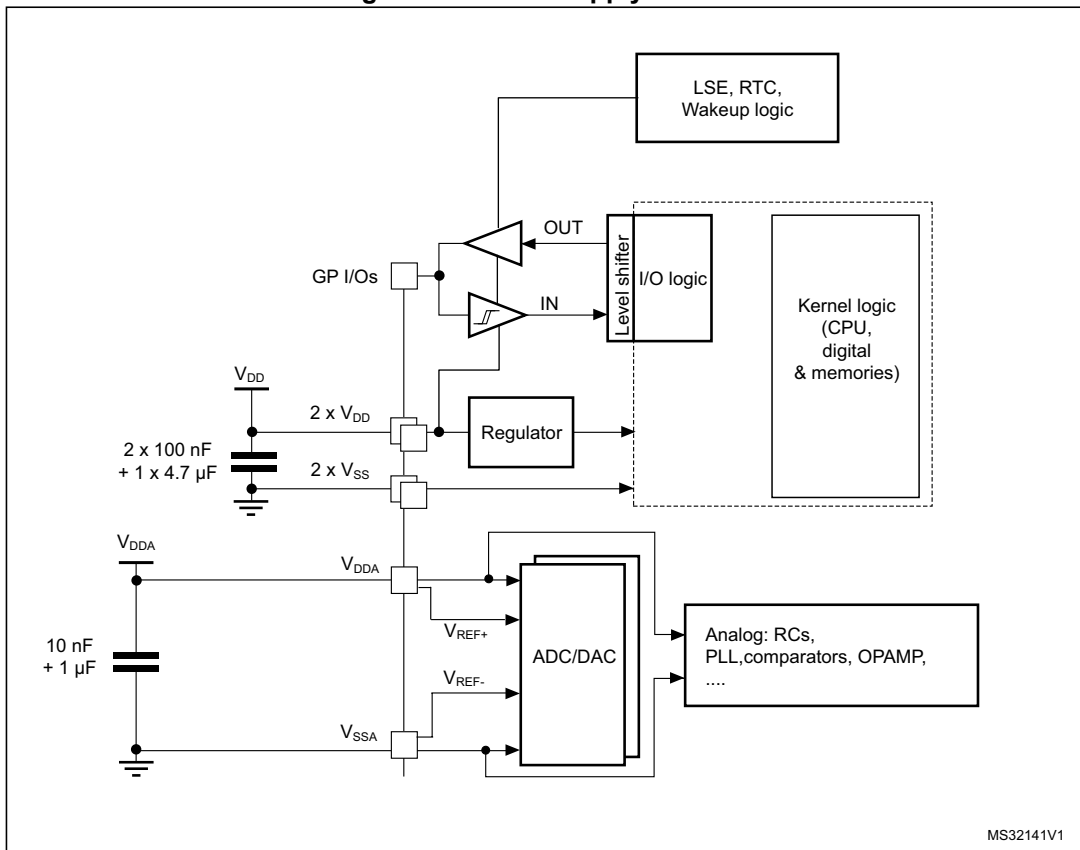 LSE, RTC,
Wakeup logic
OUT
GP I/Os
IN
Level shifter
I/O logic
Kernel logic
(CPU,
digital
& memories)
VDD
2 x VDD
Regulator
2 x 100 nF
+ 1 x 4.7 µF
2 x VSS
VDDA
VDDA
VREF+
10 nF
+ 1 µF
ADC/DAC
Analog: RCs,
PLL,comparators, OPAMP,
....
VREF-
VSSA
MS32141V1